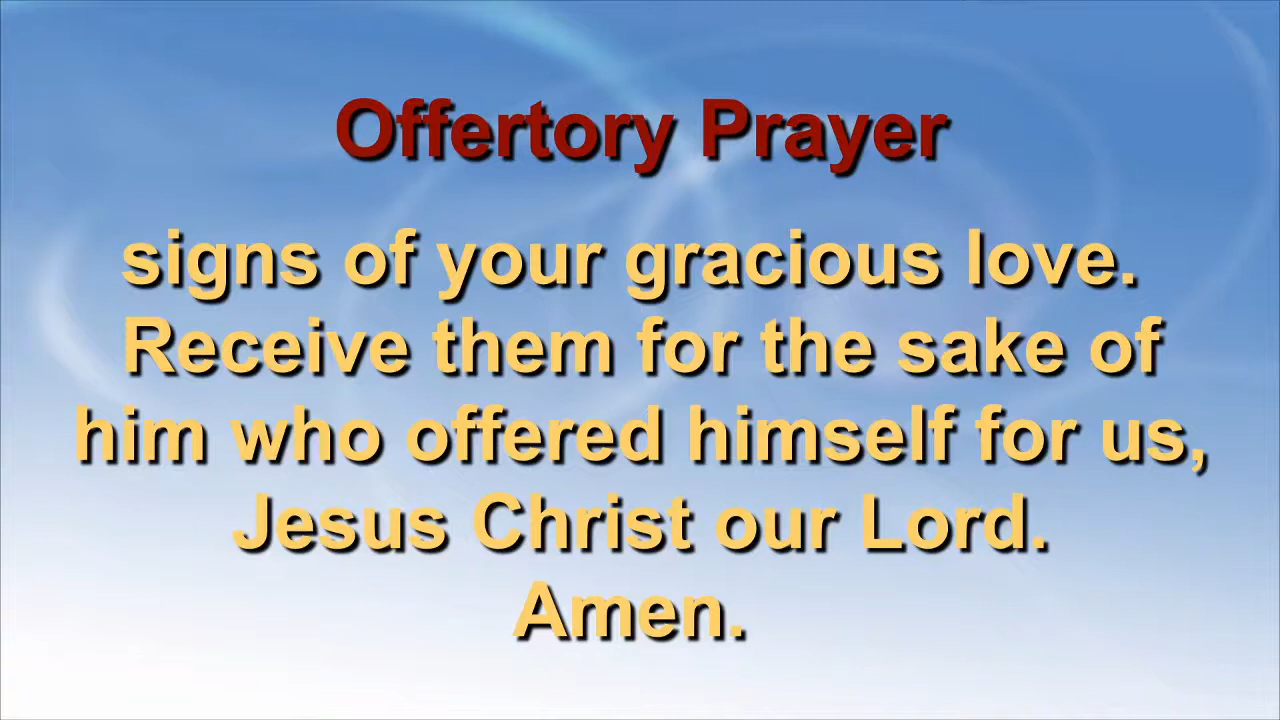 Offertory Prayer
signs of your gracious love.
Receive them for the sake of
him who offered himself for us,
Jesus Christ our Lord.
Amen.